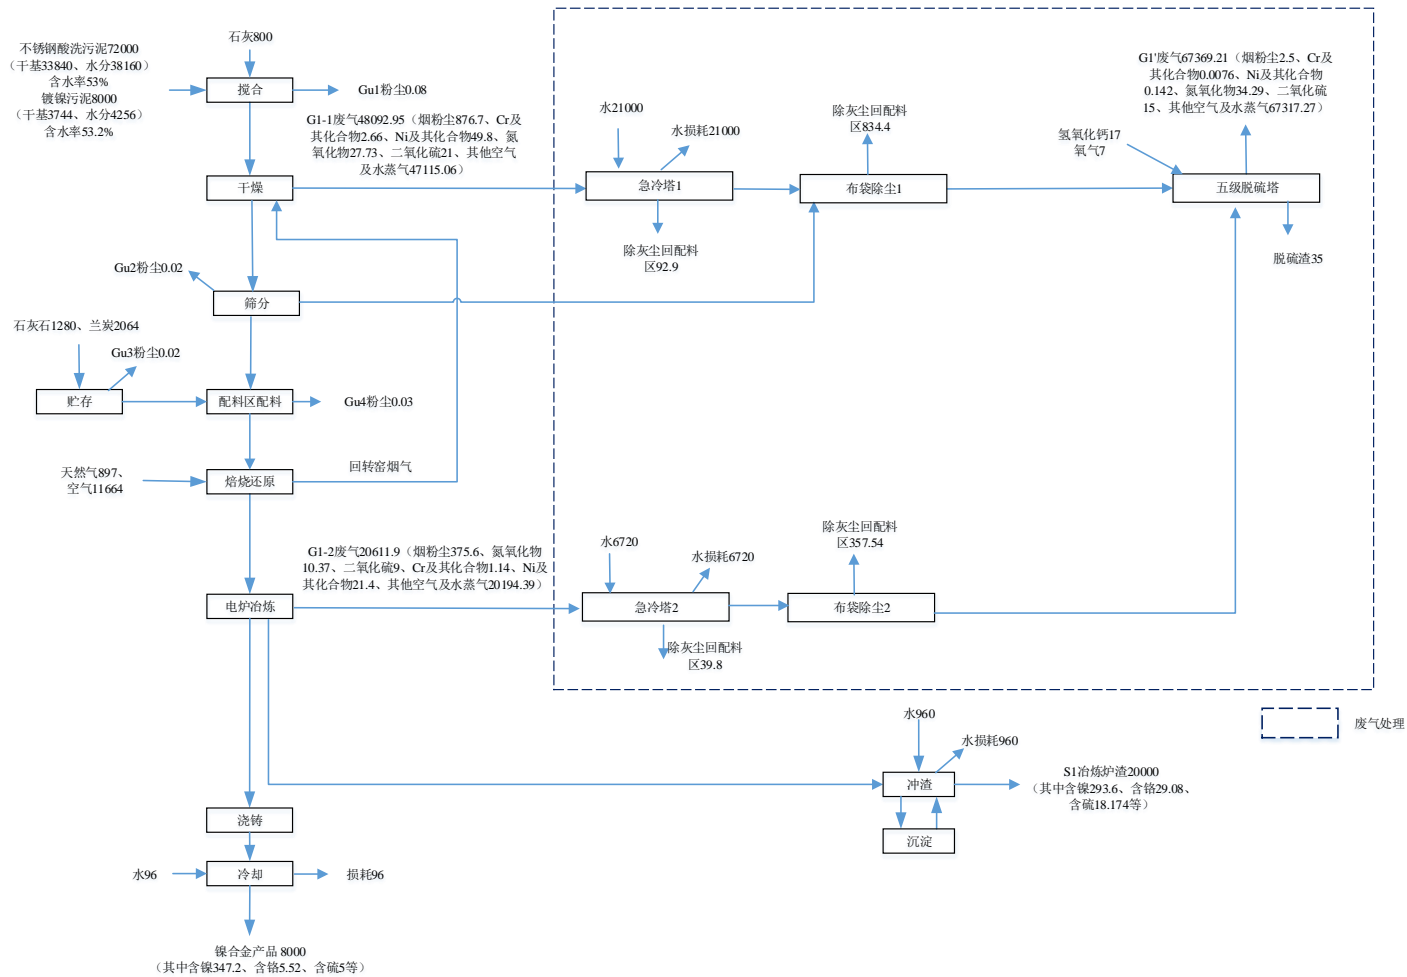 石灰800
不锈钢酸洗污泥72000
（干基33840、水分38160）
含水率53%
镀镍污泥8000
（干基3744、水分4256）
含水率53.2%
搅合
Gu1粉尘0.08
G1-1废气48092.95（烟粉尘876.7、Cr及
其化合物2.66、Ni及其化合物49.8、氮
氧化物27.73、二氧化硫21、其他空气
及水蒸气47115.06）
干燥
水21000
水损耗21000
急冷塔1
除灰尘回配料
区92.9
除灰尘回配料
区834.4
布袋除尘1
G1'废气67369.21（烟粉尘2.5、Cr及
其化合物0.0076、Ni及其化合物
0.142、氮氧化物34.29、二氧化硫
15、其他空气及水蒸气67317.27）
氢氧化钙17
氧气7
五级脱硫塔
脱硫渣35
Gu2粉尘0.02
筛分
石灰石1280、兰炭2064
Gu3粉尘0.02
贮存
配料区配料
Gu4粉尘0.03
天然气897、
空气11664
焙烧还原
回转窑烟气
G1-2废气20611.9（烟粉尘375.6、氮氧化物
10.37、二氧化硫9、Cr及其化合物1.14、Ni及
其化合物21.4、其他空气及水蒸气20194.39）
电炉冶炼
水6720
水损耗6720
急冷塔2
除灰尘回配料
区39.8
除灰尘回配料
区357.54
布袋除尘2
废气处理
水960
水损耗960
冲渣
沉淀
S1冶炼炉渣20000
（其中含镍293.6、含铬29.08、
含硫18.174等）
浇铸
水96
冷却
损耗96
镍合金产品 8000
（其中含镍347.2、含铬5.52、含硫5等）